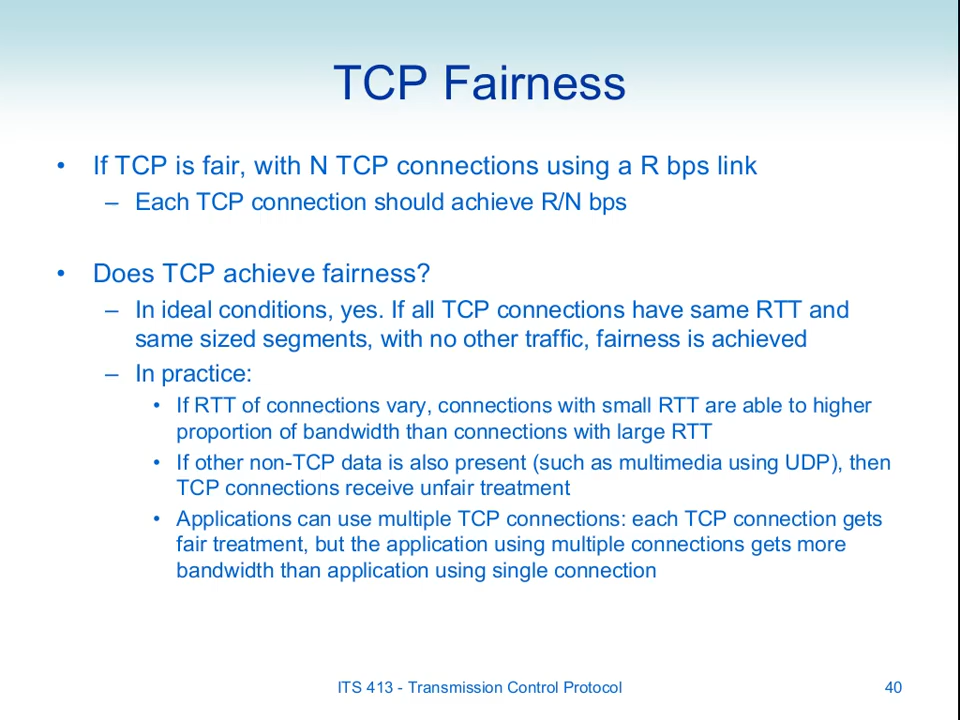 TCP Fairness
• If TCP is fair, with N TCP connections using a R bps link
– Each TCP connection should achieve R/N bps
• Does TCP achieve fairness?
– In ideal conditions, yes. If all TCP connections have same RTT and
same sized segments, with no other traffic, fairness is achieved
– In practice:
• If RTT of connections vary, connections with small RTT are able to higher
proportion of bandwidth than connections with large RTT
• If other non-TCP data is also present (such as multimedia using UDP), then
TCP connections receive unfair treatment
• Applications can use multiple TCP connections: each TCP connection gets
fair treatment, but the application using multiple connections gets more
bandwidth than application using single connection
ITS 413 - Transmission Control Protocol
40